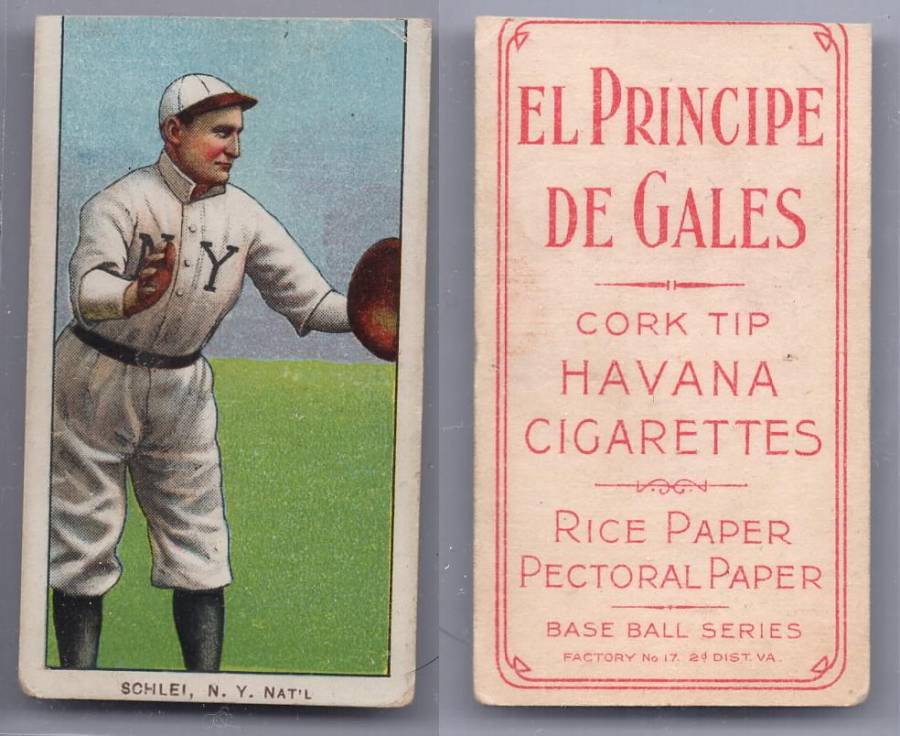 N Y
SCHLEI, N. Y. NAT'L
EL PRINCIPE
DE GALES
CORK TIP
HAVANA
CIGARETTES
RICE PAPER
PECTORAL PAPER
BASE BALL SERIES
FACTORY No 17. 2d DIST. VA.